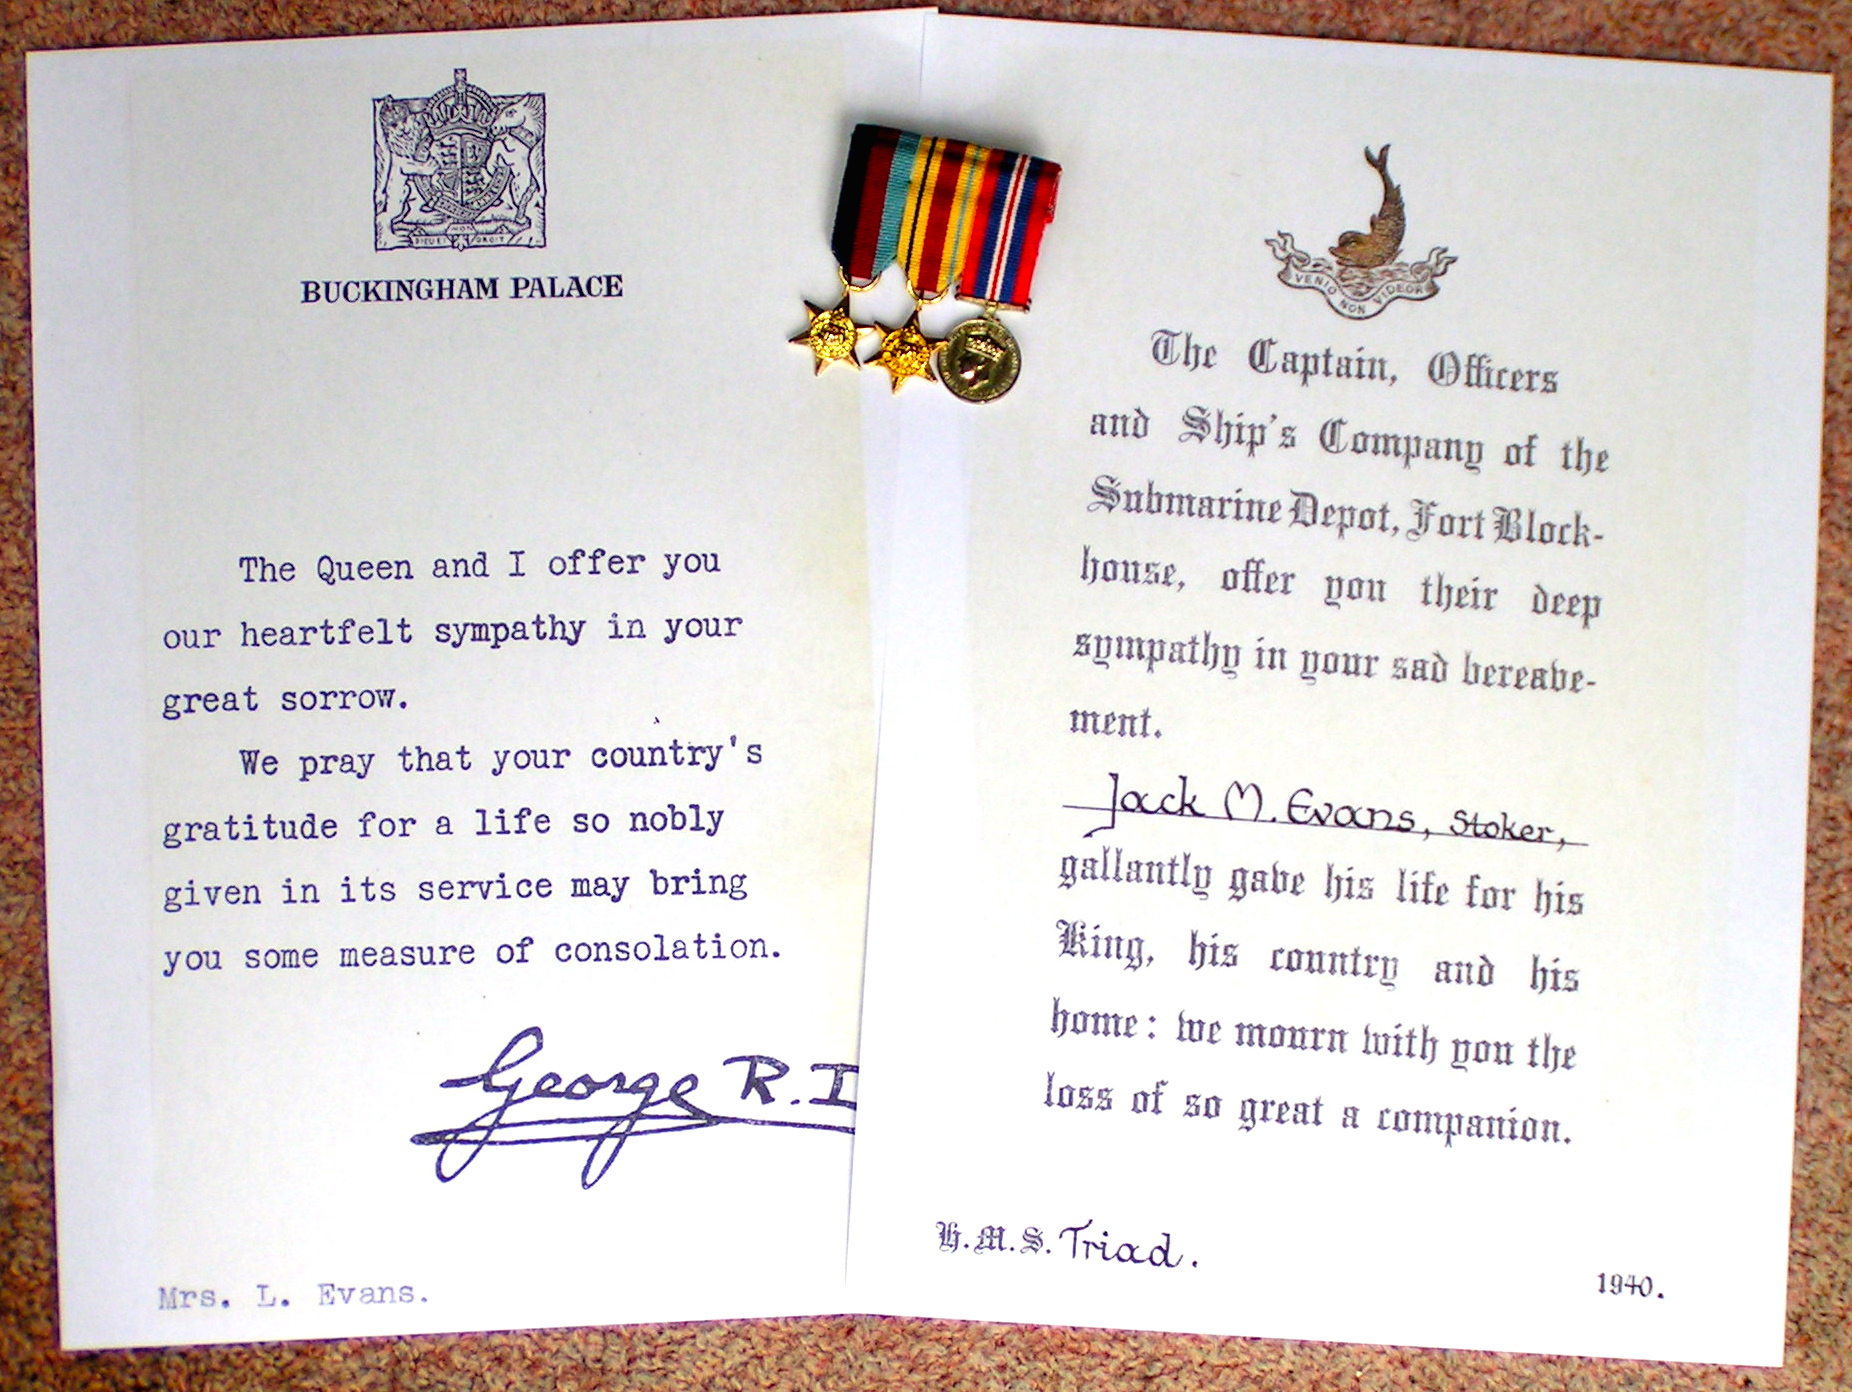 DIEU ET MON DROIT
BUCKINGHAM PALACE
The Queen and I offer you
our heartfelt sympathy in your
great sorrow.
We pray that your country's
gratitude for a life so nobly
given in its service may bring
you some measure of consolation.
George R.I
Mrs. L. Evans.
VENIO NON VIDEOR
The Captain, Officers
and Ship's Company of the
Submarine Depot, Fort Block-
house, offer you their deep
sympathy in your sad bereave-
ment.
Jack M. Evans, Stoker,
gallantly gave his life for his
King, his country and his
home: we mourn with you the
loss of so great a companion.
H.M.S. Triad.
1940.